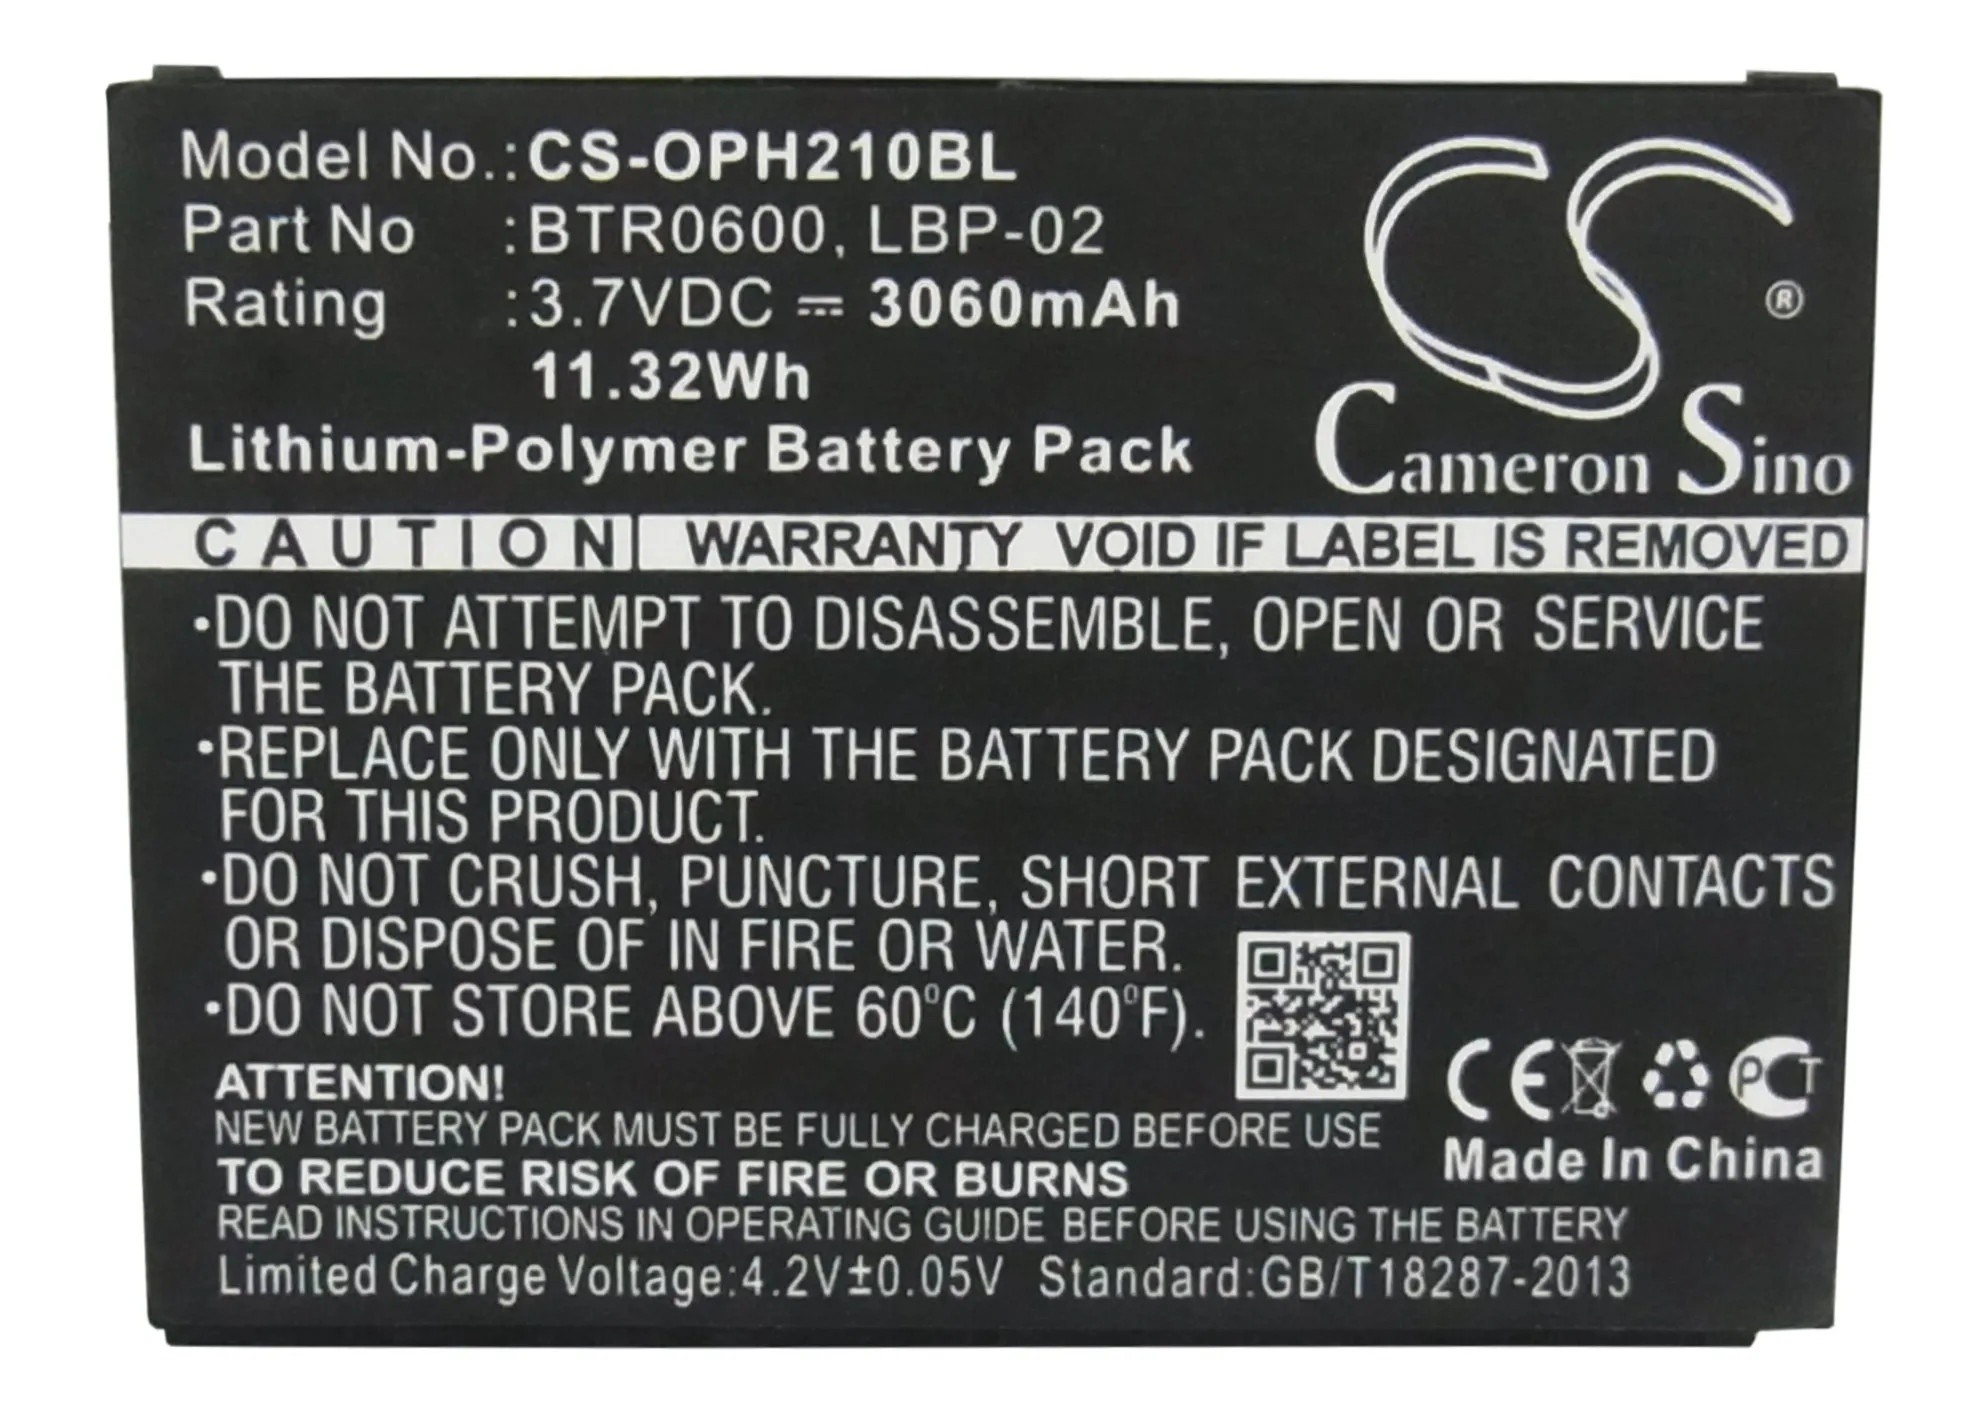 Model No.: CS-OPH210BL
Part No : BTR0600, LBP-02
Rating : 3.7VDC ⎓ 3060mAh
11.32Wh
Lithium-Polymer Battery Pack
CS ®
Cameron Sino
CAUTION WARRANTY VOID IF LABEL IS REMOVED
•DO NOT ATTEMPT TO DISASSEMBLE, OPEN OR SERVICE
THE BATTERY PACK.
•REPLACE ONLY WITH THE BATTERY PACK DESIGNATED
FOR THIS PRODUCT.
•DO NOT CRUSH, PUNCTURE, SHORT EXTERNAL CONTACTS
OR DISPOSE OF IN FIRE OR WATER.
•DO NOT STORE ABOVE 60°C (140°F).
CE PCT
Made In China
ATTENTION!
NEW BATTERY PACK MUST BE FULLY CHARGED BEFORE USE
TO REDUCE RISK OF FIRE OR BURNS
READ INSTRUCTIONS IN OPERATING GUIDE BEFORE USING THE BATTERY
Limited Charge Voltage:4.2V±0.05V Standard:GB/T18287-2013